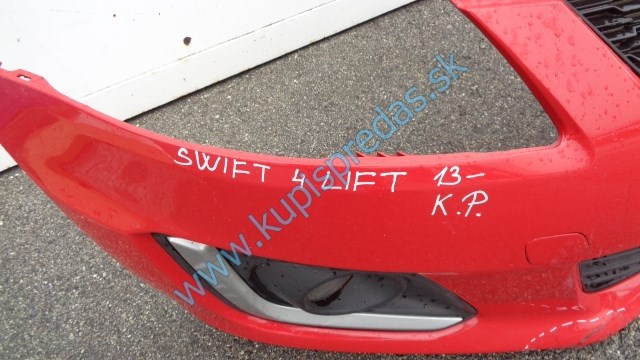 SWIFT 4 LIFT 13-
K.P.
www.kupispredas.sk